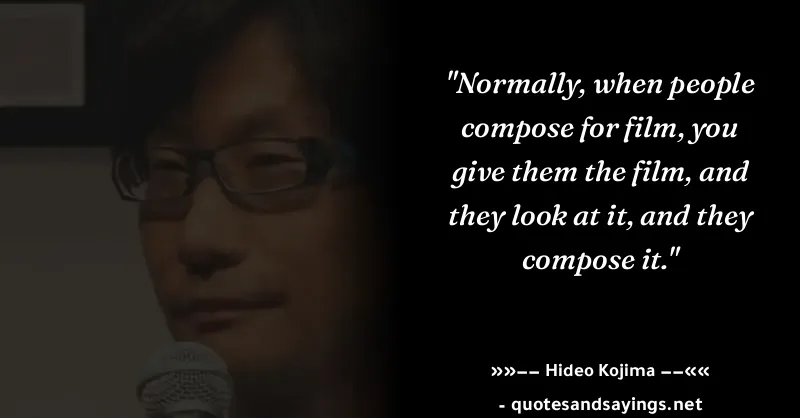 "Normally, when people
compose for film, you
give them the film, and
they look at it, and they
compose it."
»»−− Hideo Kojima −−««
- quotesandsayings.net